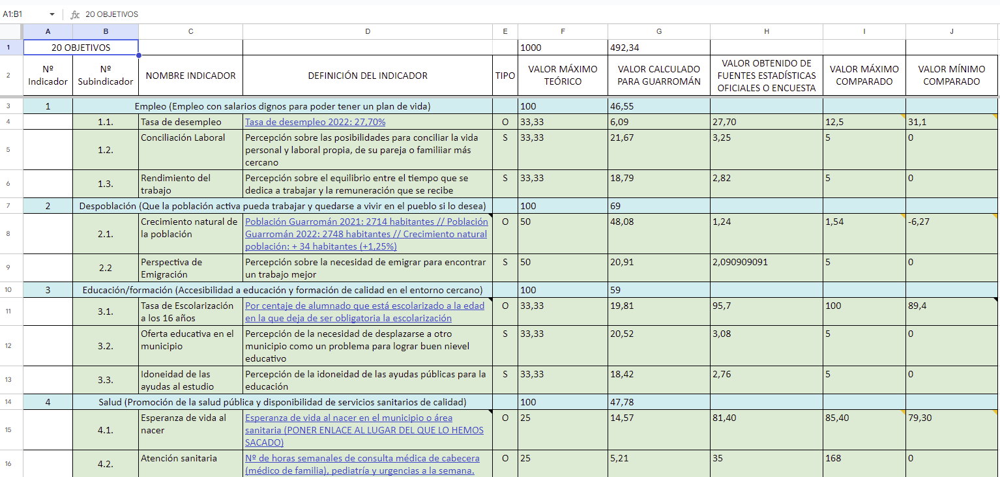 A1:B1 fx 20 OBJETIVOS
A B C D E F G H I J
1 20 OBJETIVOS 1000 492,34
2 Nº Indicador Nº Subindicador NOMBRE INDICADOR DEFINICIÓN DEL INDICADOR TIPO VALOR MÁXIMO TEÓRICO VALOR CALCULADO PARA GUARROMÁN VALOR OBTENIDO DE FUENTES ESTADÍSTICAS OFICIALES O ENCUESTA VALOR MÁXIMO COMPARADO VALOR MÍNIMO COMPARADO
3 1 Empleo (Empleo con salarios dignos para poder tener un plan de vida) 100 46,55
4 1.1. Tasa de desempleo Tasa de desempleo 2022: 27,70% O 33,33 6,09 27,70 12,5 31,1
5 1.2. Conciliación Laboral Percepción sobre las posibilidades para conciliar la vida personal y laboral propia, de su pareja o familiiar más cercano S 33,33 21,67 3,25 5 0
6 1.3. Rendimiento del trabajo Percepción sobre el equilibrio entre el tiempo que se dedica a trabajar y la remuneración que se recibe S 33,33 18,79 2,82 5 0
7 2 Despoblación (Que la población activa pueda trabajar y quedarse a vivir en el pueblo si lo desea) 100 69
8 2.1. Crecimiento natural de la población Población Guarromán 2021: 2714 habitantes // Población Guarromán 2022: 2748 habitantes // Crecimiento natural población: + 34 habitantes (+1,25%) O 50 48,08 1,24 1,54 -6,27
9 2.2 Perspectiva de Emigración Percepción sobre la necesidad de emigrar para encontrar un trabajo mejor S 50 20,91 2,090909091 5 0
10 3 Educación/formación (Accesibilidad a educación y formación de calidad en el entorno cercano) 100 59
11 3.1. Tasa de Escolarización a los 16 años Por centaje de alumnado que está escolarizado a la edad en la que deja de ser obligatoria la escolarización O 33,33 19,81 95,7 100 89,4
12 3.2. Oferta educativa en el municipio Percepción de la necesidad de desplazarse a otro municipio como un problema para lograr buen nievel educativo S 33,33 20,52 3,08 5 0
13 3.3. Idoneidad de las ayudas al estudio Percepción de la idoneidad de las ayudas públicas para la educación S 33,33 18,42 2,76 5 0
14 4 Salud (Promoción de la salud pública y disponibilidad de servicios sanitarios de calidad) 100 47,78
15 4.1. Esperanza de vida al nacer Esperanza de vida al nacer en el municipio o área sanitaria (PONER ENLACE AL LUGAR DEL QUE LO HEMOS SACADO) O 25 14,57 81,40 85,40 79,30
16 4.2. Atención sanitaria Nº de horas semanales de consulta médica de cabecera (médico de familia), pediatría y urgencias a la semana. O 25 5,21 35 168 0